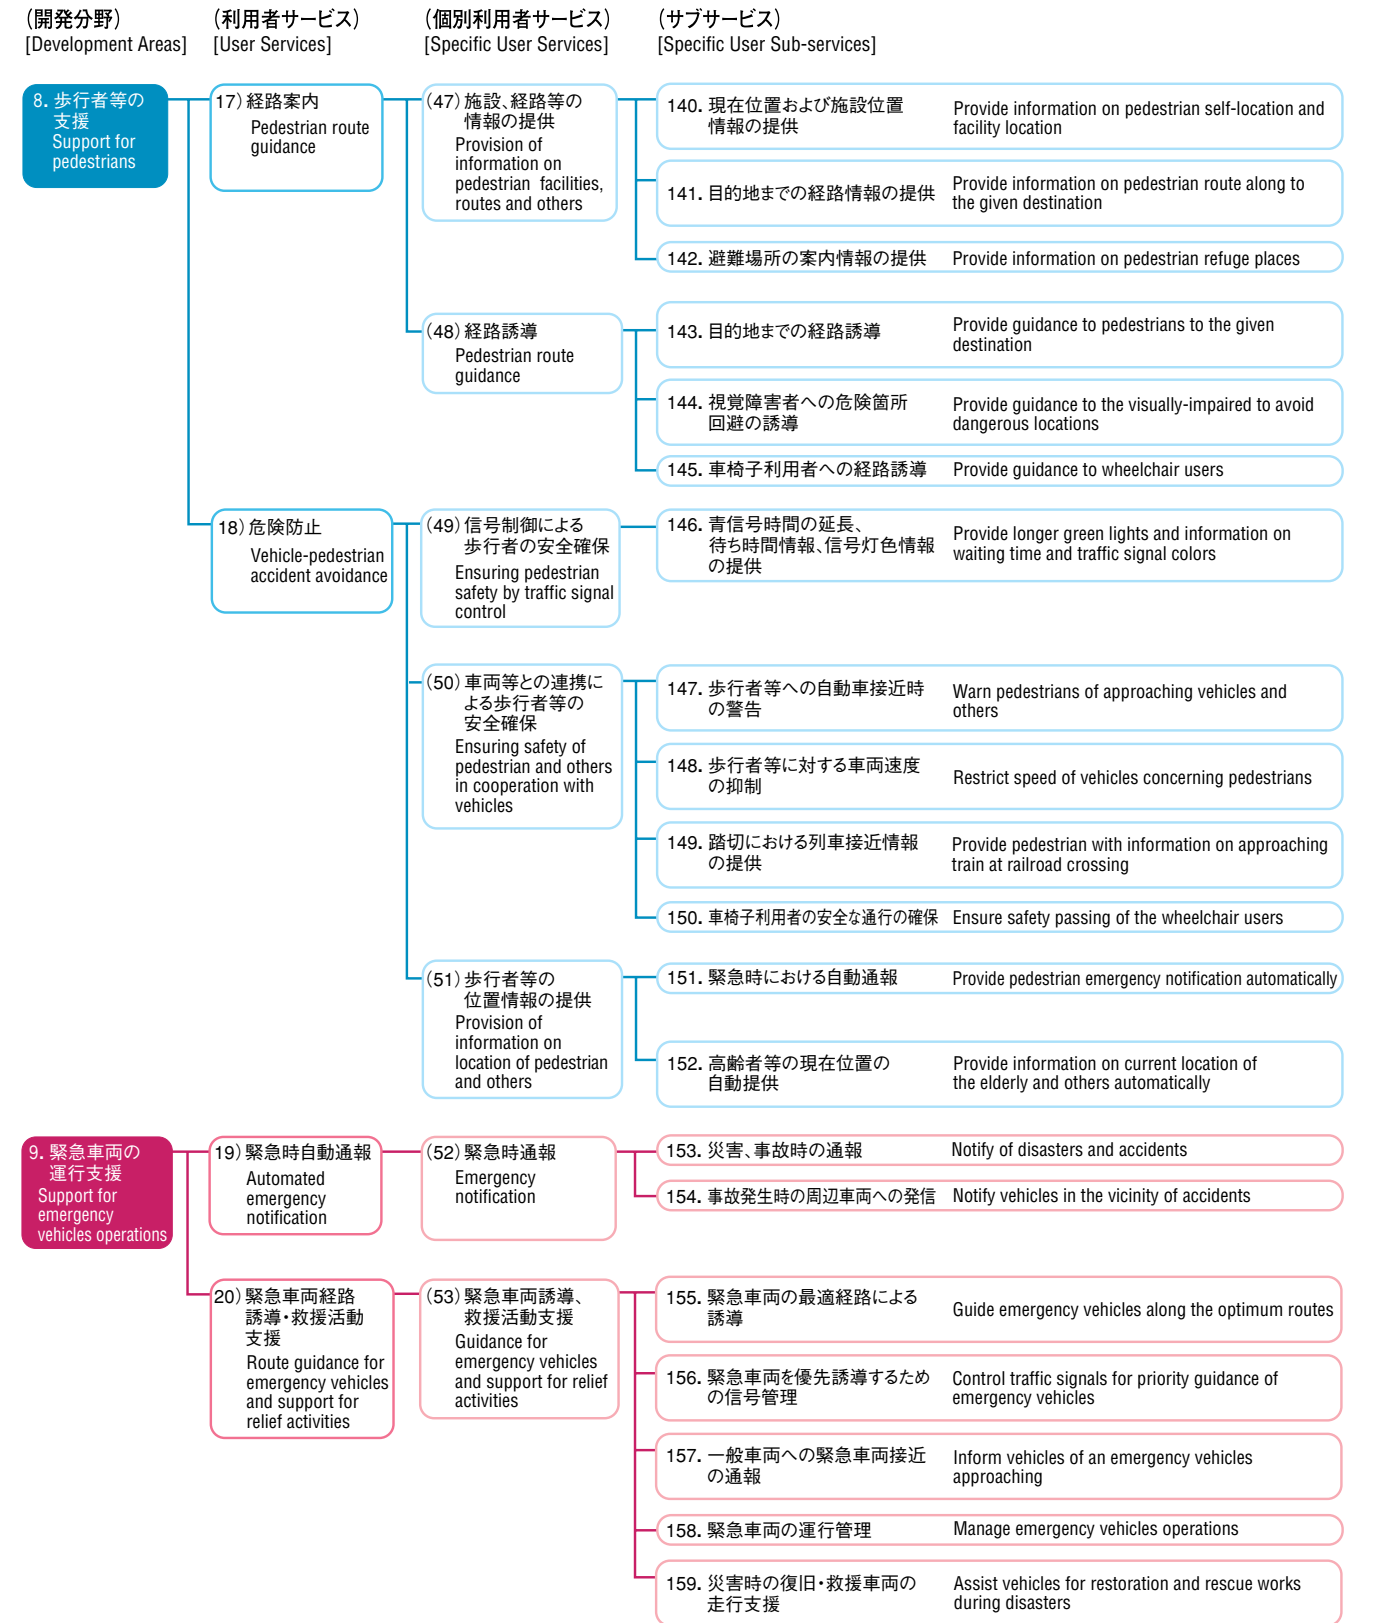 （開発分野）
[Development Areas]
（利用者サービス）
[User Services]
（個別利用者サービス）
[Specific User Services]
（サブサービス）
[Specific User Sub-services]
8. 歩行者等の
支援
Support for
pedestrians
17）経路案内
Pedestrian route
guidance
（47）施設、経路等の
情報の提供
Provision of
information on
pedestrian facilities,
routes and others
140. 現在位置および施設位置
情報の提供
Provide information on pedestrian self-location and
facility location
141. 目的地までの経路情報の提供
Provide information on pedestrian route along to
the given destination
142. 避難場所の案内情報の提供
Provide information on pedestrian refuge places
（48）経路誘導
Pedestrian route
guidance
143. 目的地までの経路誘導
Provide guidance to pedestrians to the given
destination
144. 視覚障害者への危険箇所
回避の誘導
Provide guidance to the visually-impaired to avoid
dangerous locations
145. 車椅子利用者への経路誘導
Provide guidance to wheelchair users
18）危険防止
Vehicle-pedestrian
accident avoidance
（49）信号制御による
歩行者の安全確保
Ensuring pedestrian
safety by traffic signal
control
146. 青信号時間の延長、
待ち時間情報、信号灯色情報
の提供
Provide longer green lights and information on
waiting time and traffic signal colors
（50）車両等との連携に
よる歩行者等の
安全確保
Ensuring safety of
pedestrian and others
in cooperation with
vehicles
147. 歩行者等への自動車接近時
の警告
Warn pedestrians of approaching vehicles and
others
148. 歩行者等に対する車両速度
の抑制
Restrict speed of vehicles concerning pedestrians
149. 踏切における列車接近情報
の提供
Provide pedestrian with information on approaching
train at railroad crossing
150. 車椅子利用者の安全な通行の確保
Ensure safety passing of the wheelchair users
（51）歩行者等の
位置情報の提供
Provision of
information on
location of pedestrian
and others
151. 緊急時における自動通報
Provide pedestrian emergency notification automatically
152. 高齢者等の現在位置の
自動提供
Provide information on current location of
the elderly and others automatically
9. 緊急車両の
運行支援
Support for
emergency
vehicles operations
19）緊急時自動通報
Automated
emergency
notification
（52）緊急時通報
Emergency
notification
153. 災害、事故時の通報
Notify of disasters and accidents
154. 事故発生時の周辺車両への発信
Notify vehicles in the vicinity of accidents
20）緊急車両経路
誘導・救援活動
支援
Route guidance for
emergency vehicles
and support for
relief activities
（53）緊急車両誘導、
救援活動支援
Guidance for
emergency vehicles
and support for relief
activities
155. 緊急車両の最適経路による
誘導
Guide emergency vehicles along the optimum routes
156. 緊急車両を優先誘導するため
の信号管理
Control traffic signals for priority guidance of
emergency vehicles
157. 一般車両への緊急車両接近
の通報
Inform vehicles of an emergency vehicles
approaching
158. 緊急車両の運行管理
Manage emergency vehicles operations
159. 災害時の復旧・救援車両の
走行支援
Assist vehicles for restoration and rescue works
during disasters